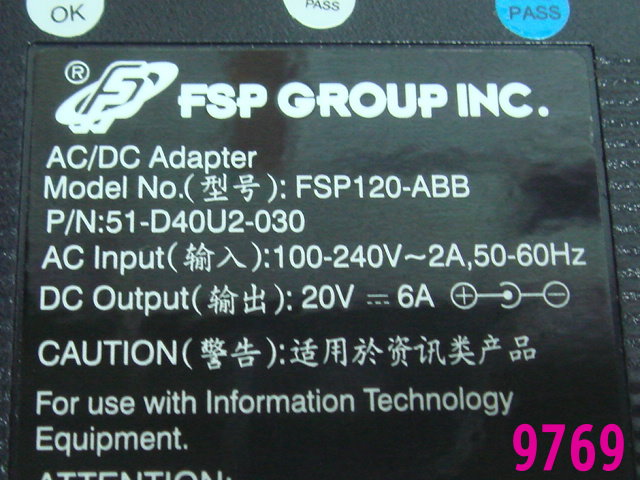 OK
PASS
PASS
® FSP GROUP INC.
AC/DC Adapter
Model No.(型号): FSP120-ABB
P/N:51-D40U2-030
AC Input(输入):100-240V~2A,50-60Hz
DC Output(输出): 20V ⎓ 6A
CAUTION(警告):适用於资讯类产品
For use with Information Technology
Equipment.
ATTENTION:
9769